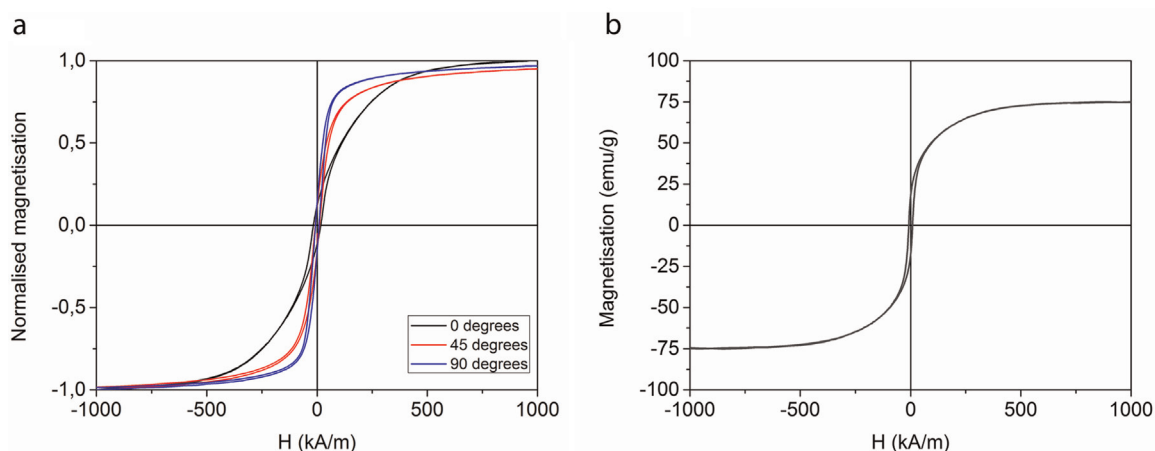 a
1,0
0,5
0,0
-0,5
-1,0
Normalised magnetisation
-1000
-500
0
500
1000
H (kA/m)
0 degrees
45 degrees
90 degrees
b
100
75
50
25
0
-25
-50
-75
-100
Magnetisation (emu/g)
-1000
-500
0
500
1000
H (kA/m)